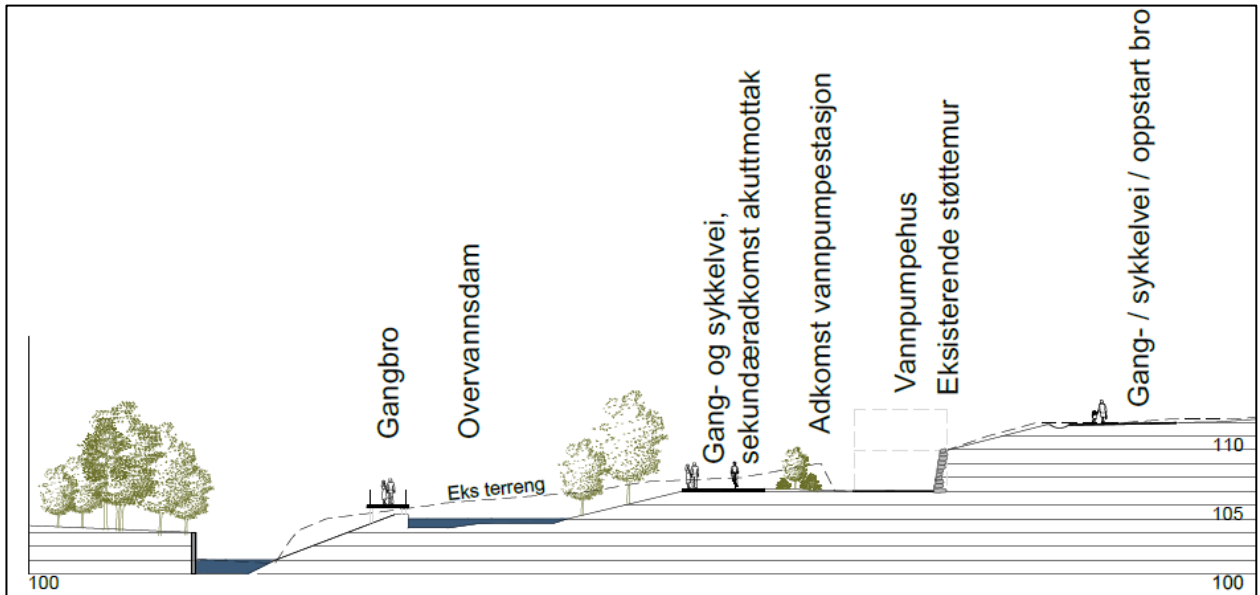 Gangbro
Overvannsdam
Eks terreng
Gang- og sykkelvei,
sekundæradkomst akuttmottak
Adkomst vannpumpestasjon
Vannpumpehus
Eksisterende støttemur
Gang- / sykkelvei / oppstart bro
110
105
100
100